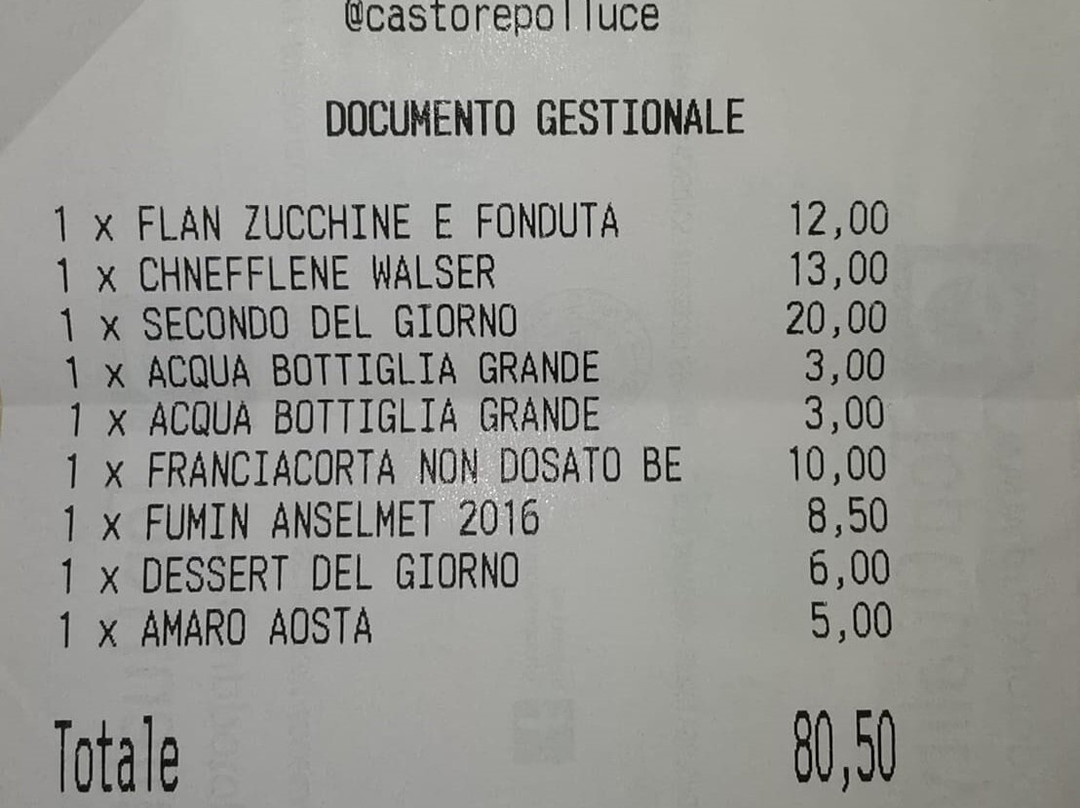 @castorepolluce
DOCUMENTO GESTIONALE
1 x FLAN ZUCCHINE E FONDUTA 12,00
1 x CHNEFFLENE WALSER 13,00
1 x SECONDO DEL GIORNO 20,00
1 x ACQUA BOTTIGLIA GRANDE 3,00
1 x ACQUA BOTTIGLIA GRANDE 3,00
1 x FRANCIACORTA NON DOSATO BE 10,00
1 x FUMIN ANSELMET 2016 8,50
1 x DESSERT DEL GIORNO 6,00
1 x AMARO AOSTA 5,00
Totale 80,50